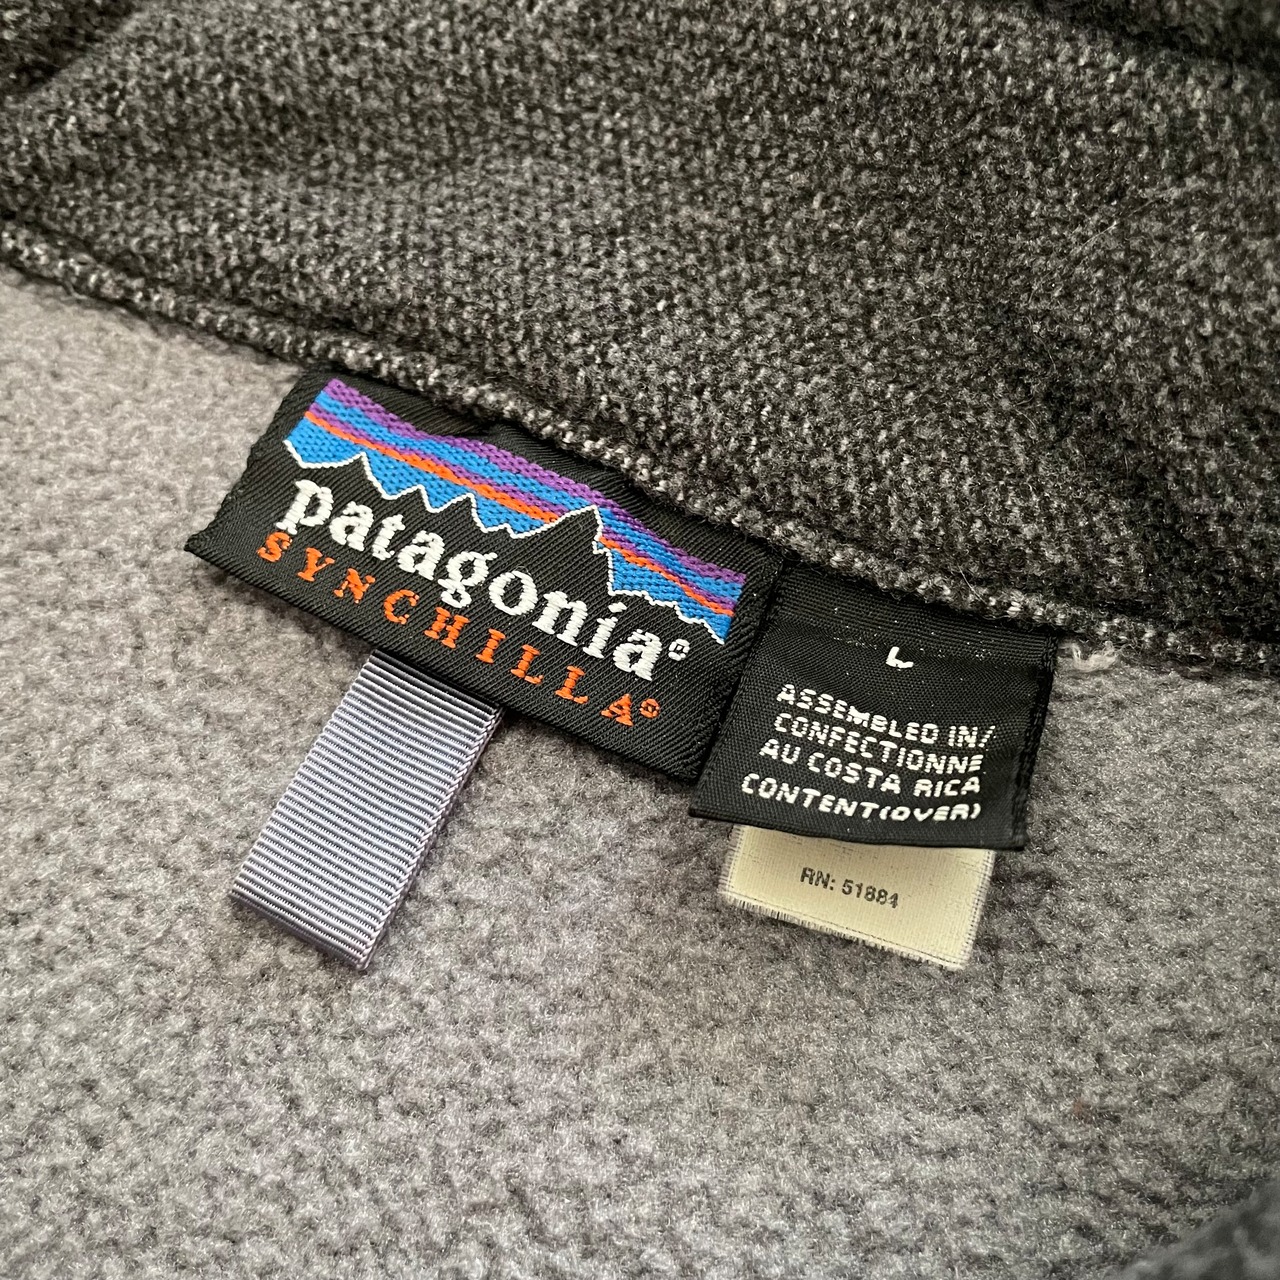 patagonia®
SYNCHILLA®
L
ASSEMBLED IN/
CONFECTIONNE
AU COSTA RICA
CONTENT(OVER)
RN: 51884